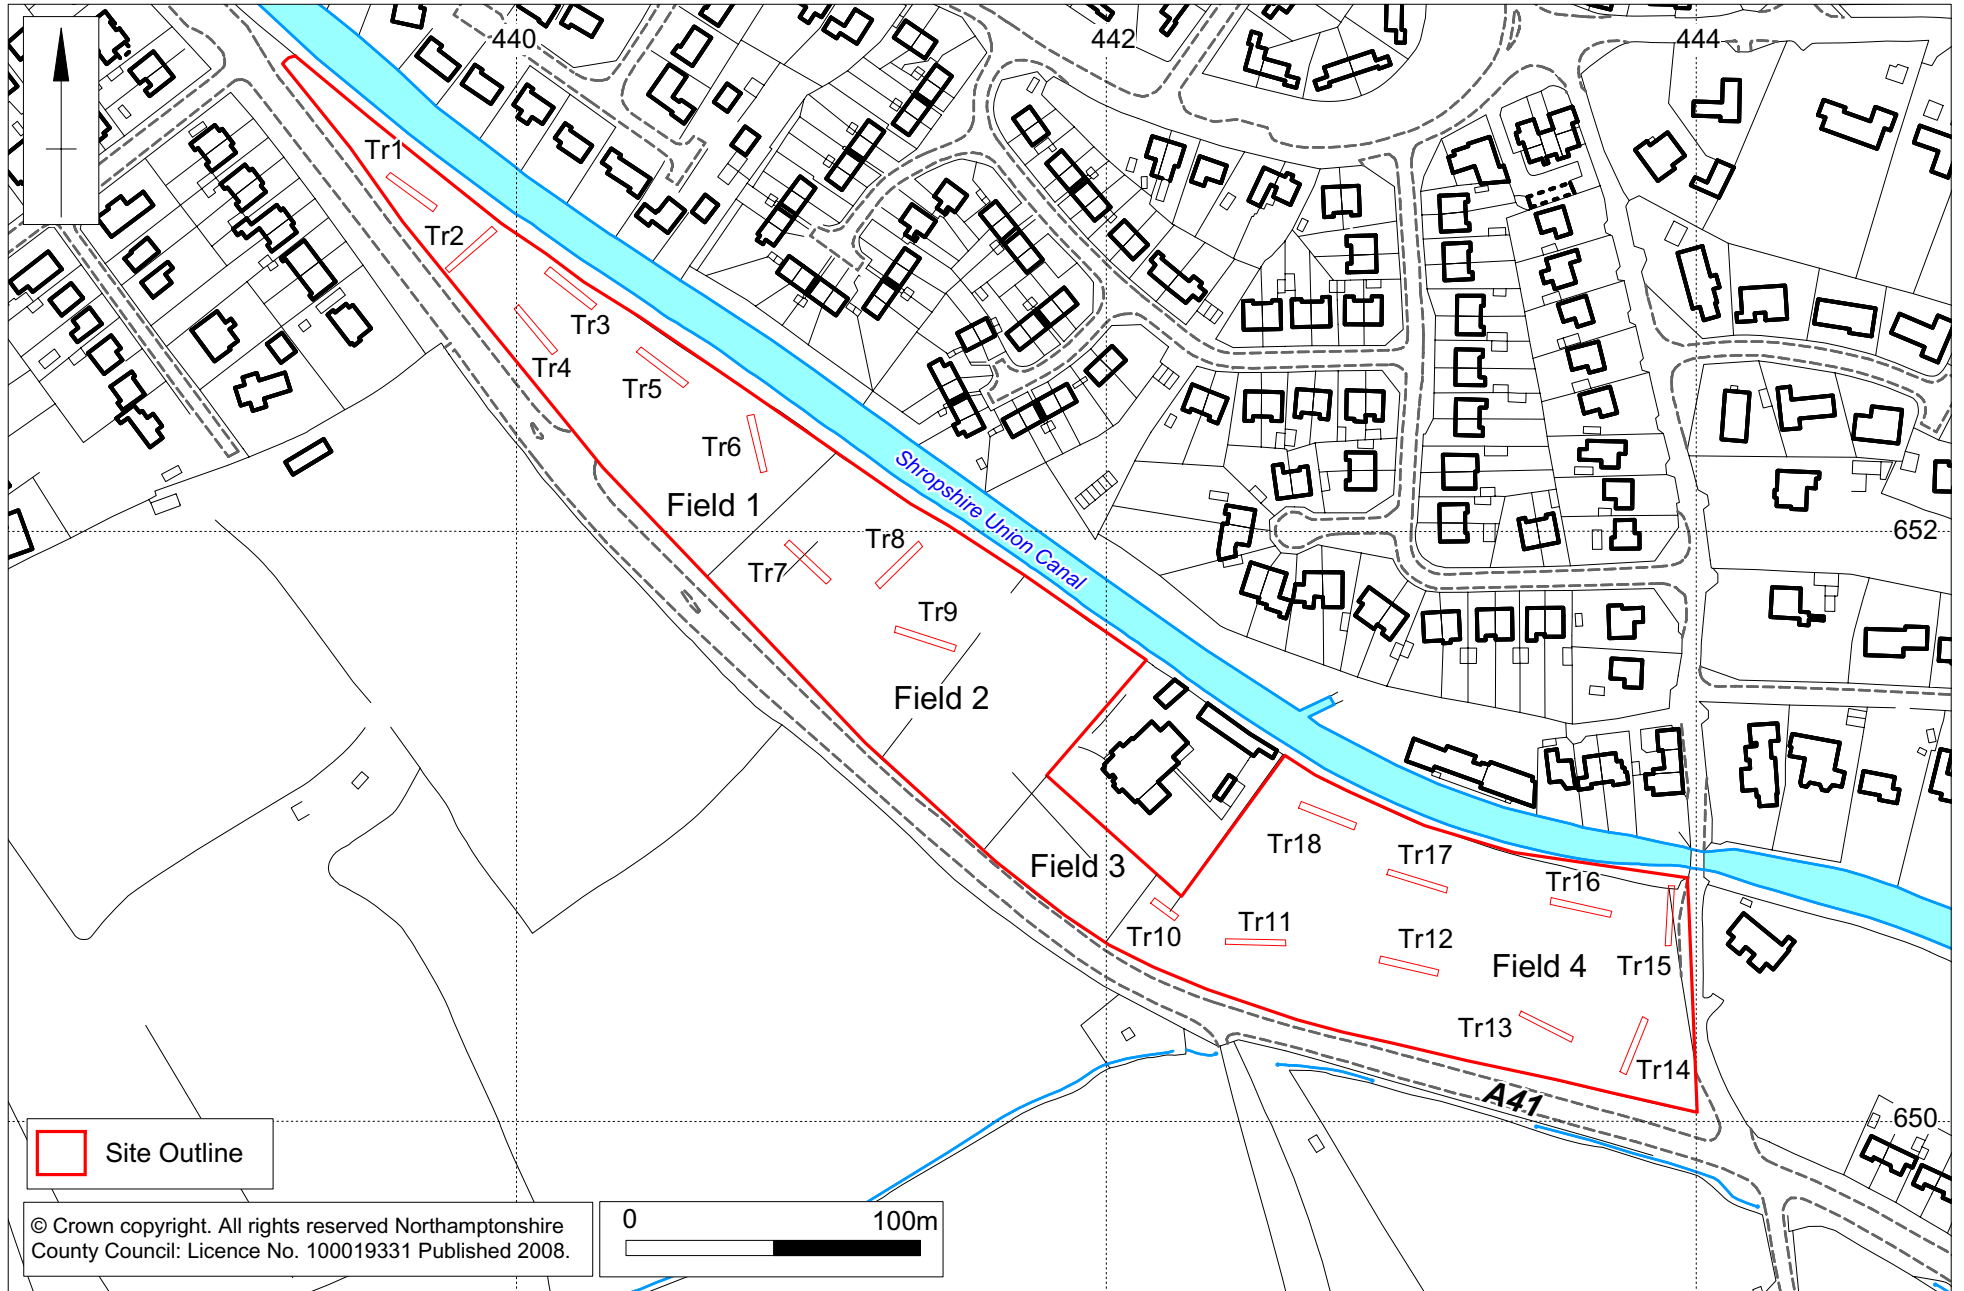 440
442
444
Tr1
Tr2
Tr3
Tr4
Tr5
Tr6
Field 1
Shropshire Union Canal
652
Tr7
Tr8
Tr9
Field 2
Field 3
Tr18
Tr17
Tr16
Tr10
Tr11
Tr12
Field 4
Tr15
Tr13
Tr14
A41
650
Site Outline
© Crown copyright. All rights reserved Northamptonshire
County Council: Licence No. 100019331 Published 2008.
0 100m